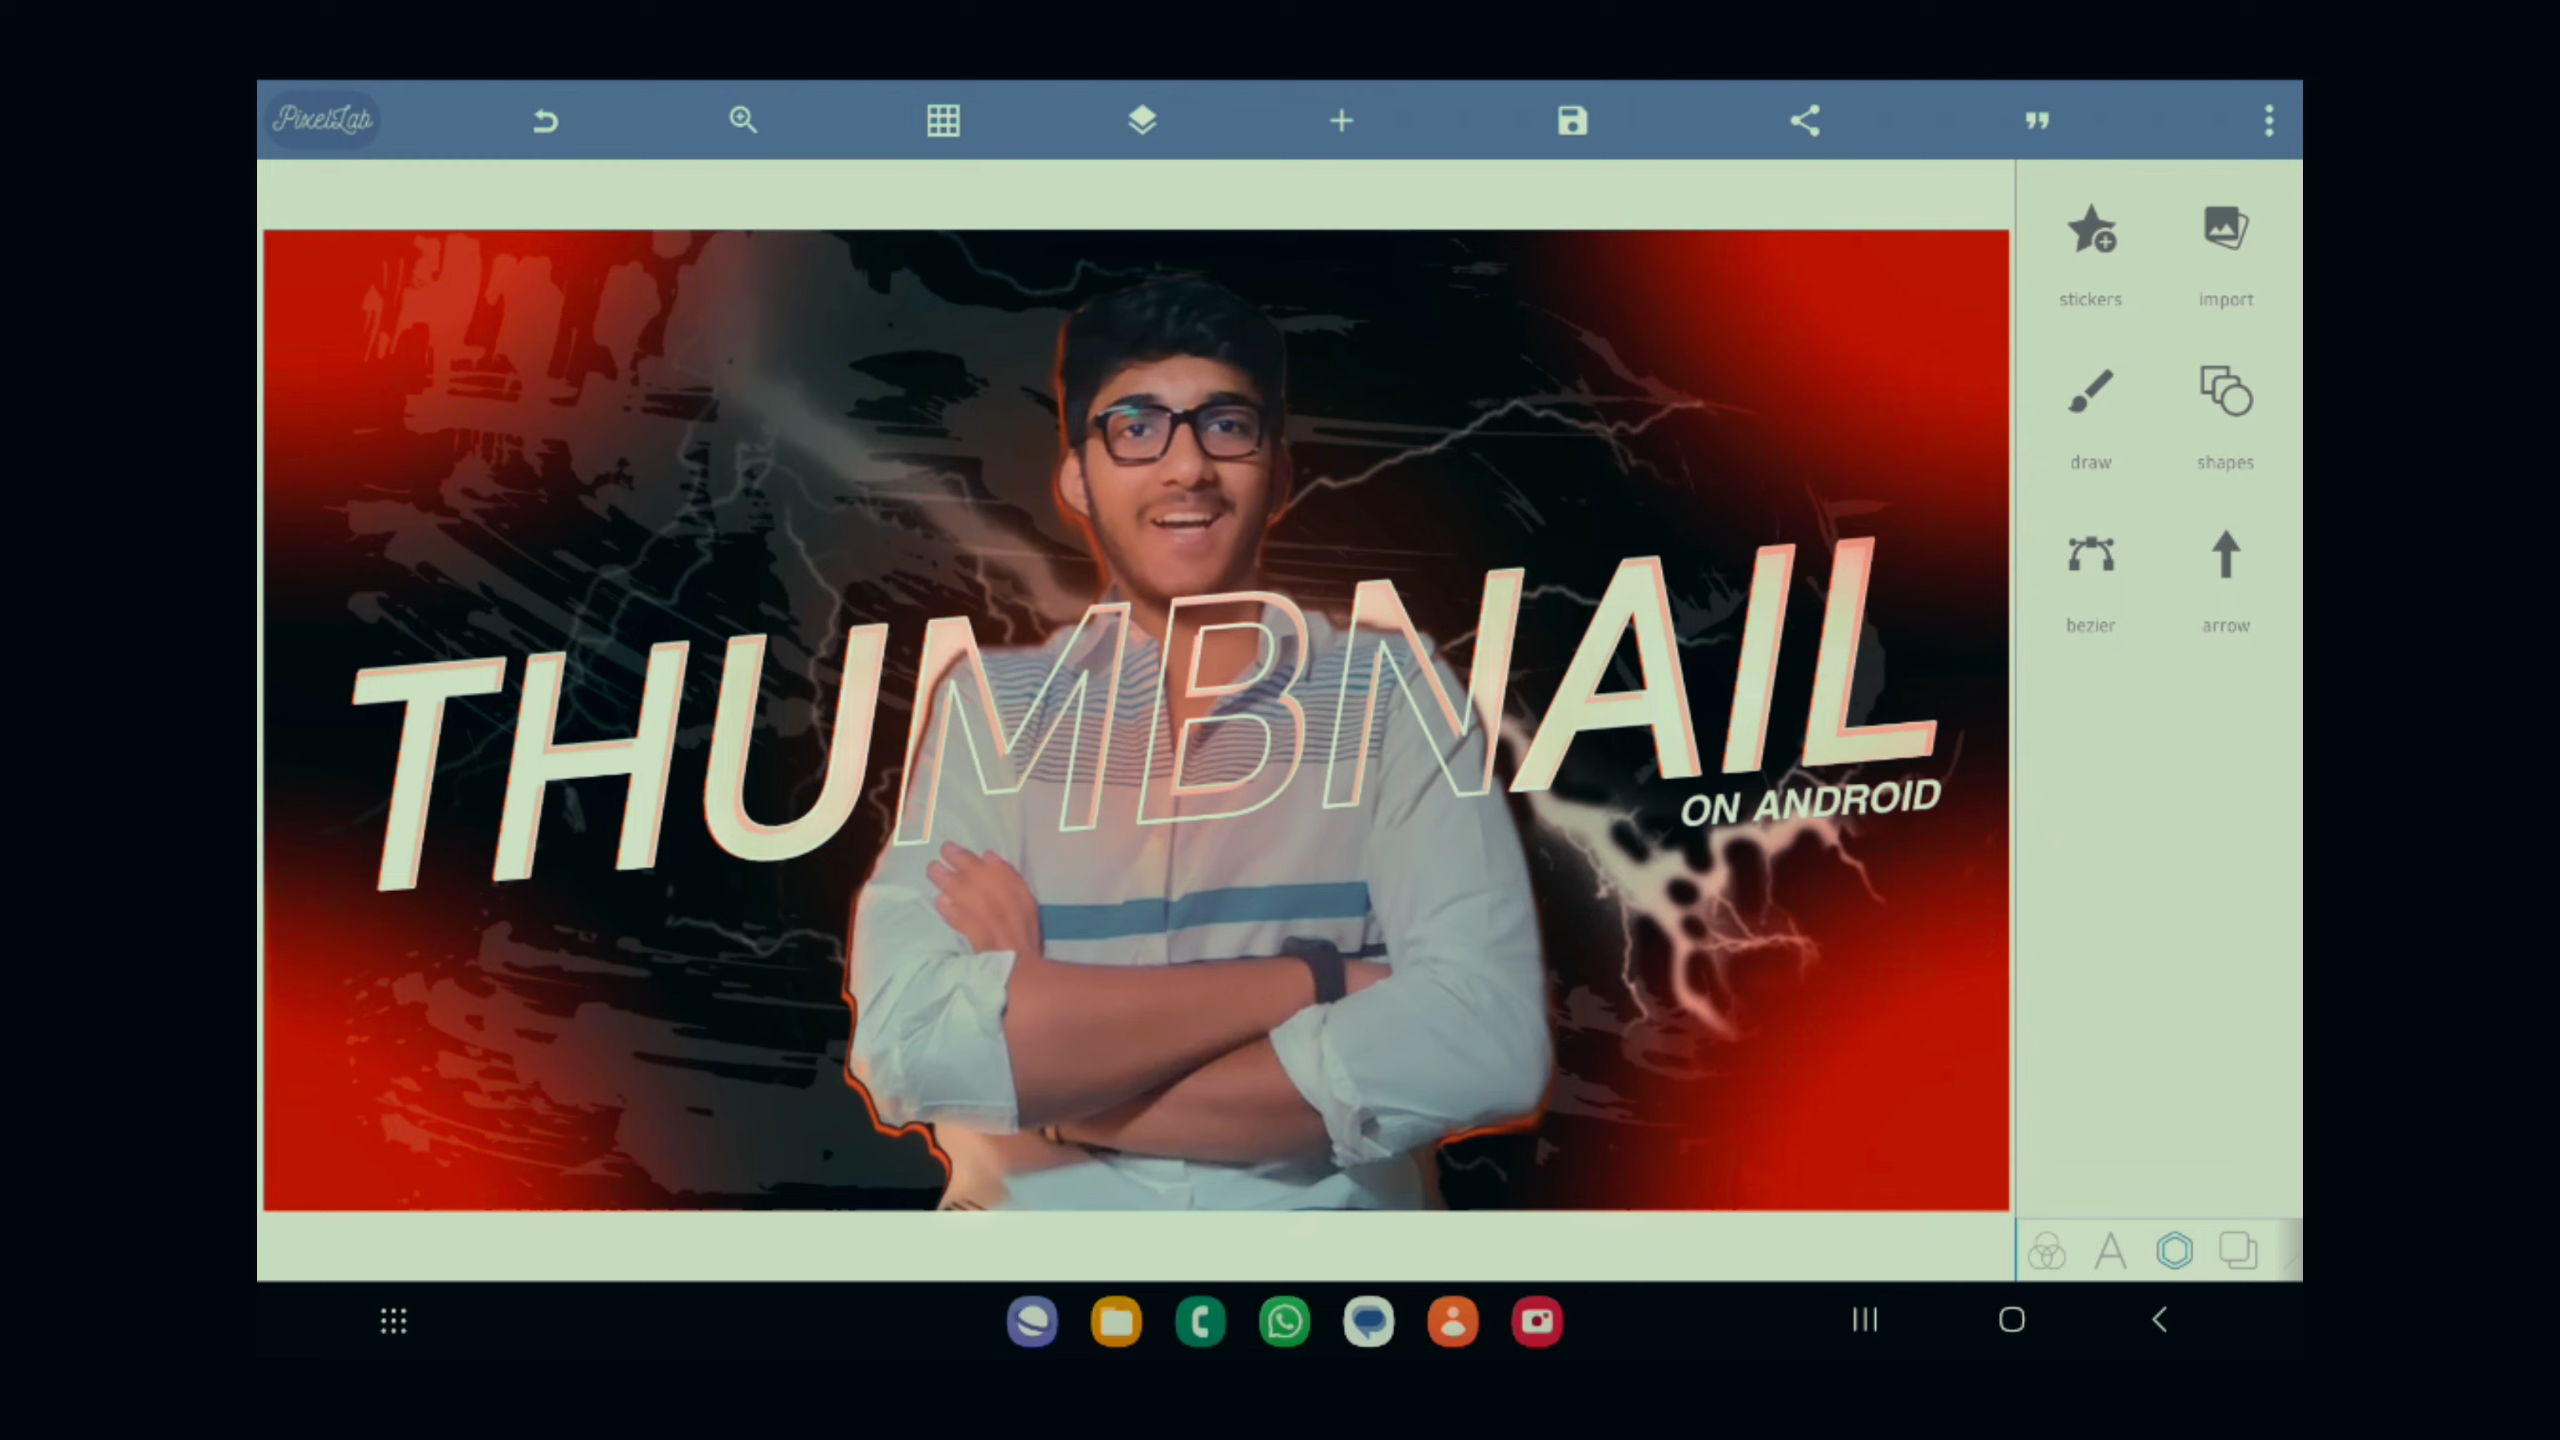 PixelLab
stickers
import
draw
shapes
bezier
arrow
THUMBNAIL
ON ANDROID